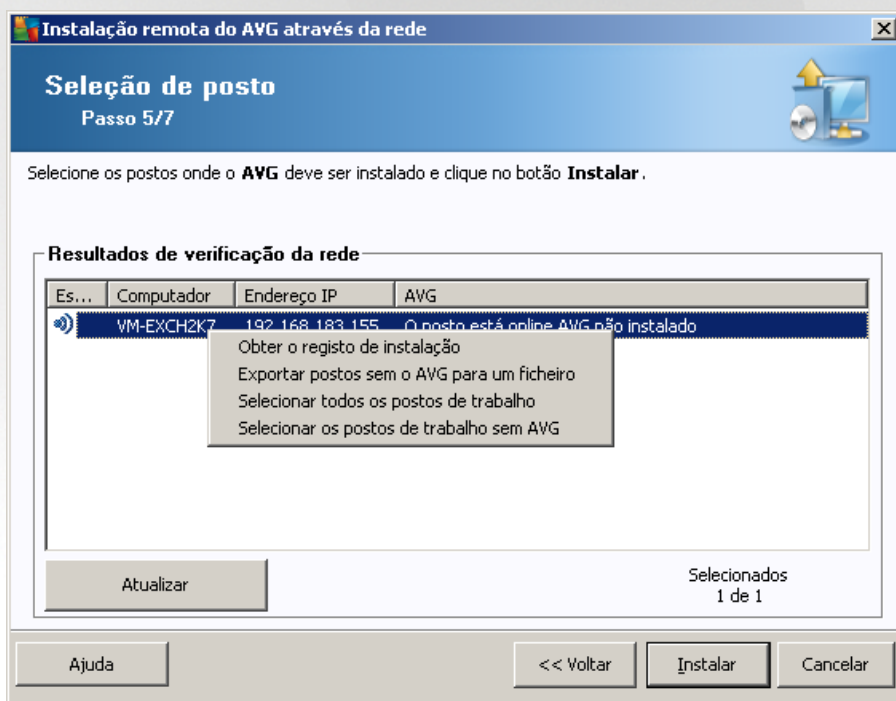 Instalação remota do AVG através da rede
Seleção de posto
Passo 5/7
Selecione os postos onde o AVG deve ser instalado e clique no botão Instalar.
Resultados de verificação da rede
Es... Computador Endereço IP AVG
VM-EXCH2K7 192.168.183.155 O posto está online AVG não instalado
Obter o registo de instalação
Exportar postos sem o AVG para um ficheiro
Selecionar todos os postos de trabalho
Selecionar os postos de trabalho sem AVG
Atualizar
Selecionados
1 de 1
Ajuda << Voltar Instalar Cancelar